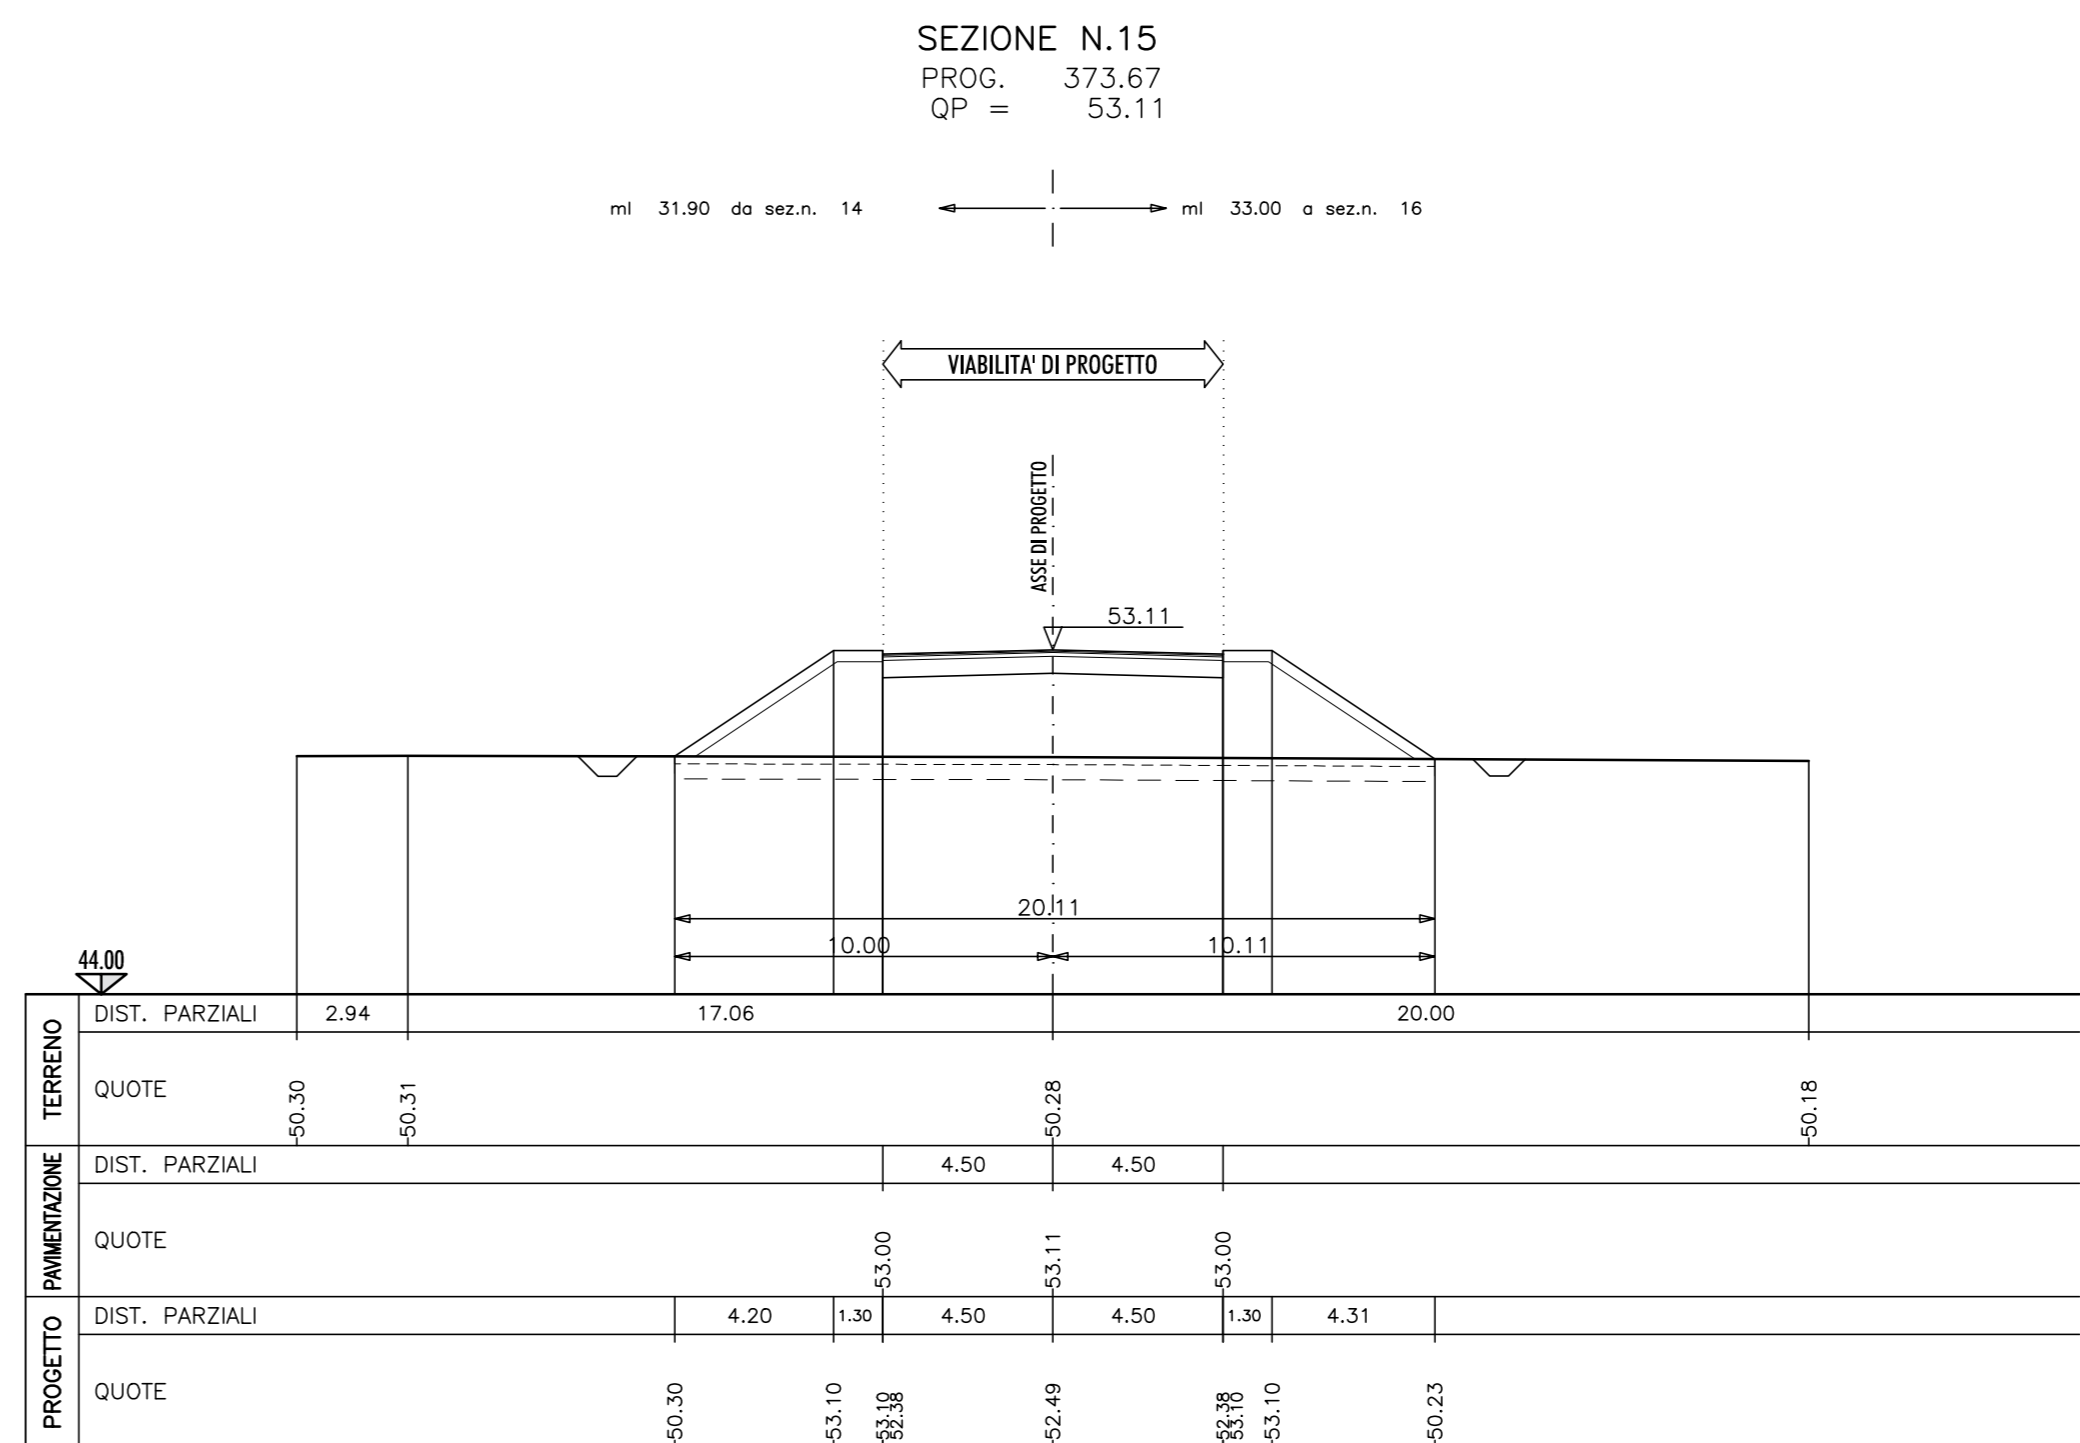 SEZIONE N.15
PROG. 373.67
QP = 53.11
ml 31.90 da sez.n. 14
ml 33.00 a sez.n. 16
VIABILITA' DI PROGETTO
ASSE DI PROGETTO
53.11
20.11
10.00 10.11
44.00
TERRENO
DIST. PARZIALI 2.94 17.06 20.00
QUOTE 50.30 50.31 50.28 50.18
PAVIMENTAZIONE
DIST. PARZIALI 4.50 4.50
QUOTE 53.00 53.11 53.00
PROGETTO
DIST. PARZIALI 4.20 1.30 4.50 4.50 1.30 4.31
QUOTE 50.30 53.10 53.10 52.38 52.49 52.38 53.10 53.10 50.23